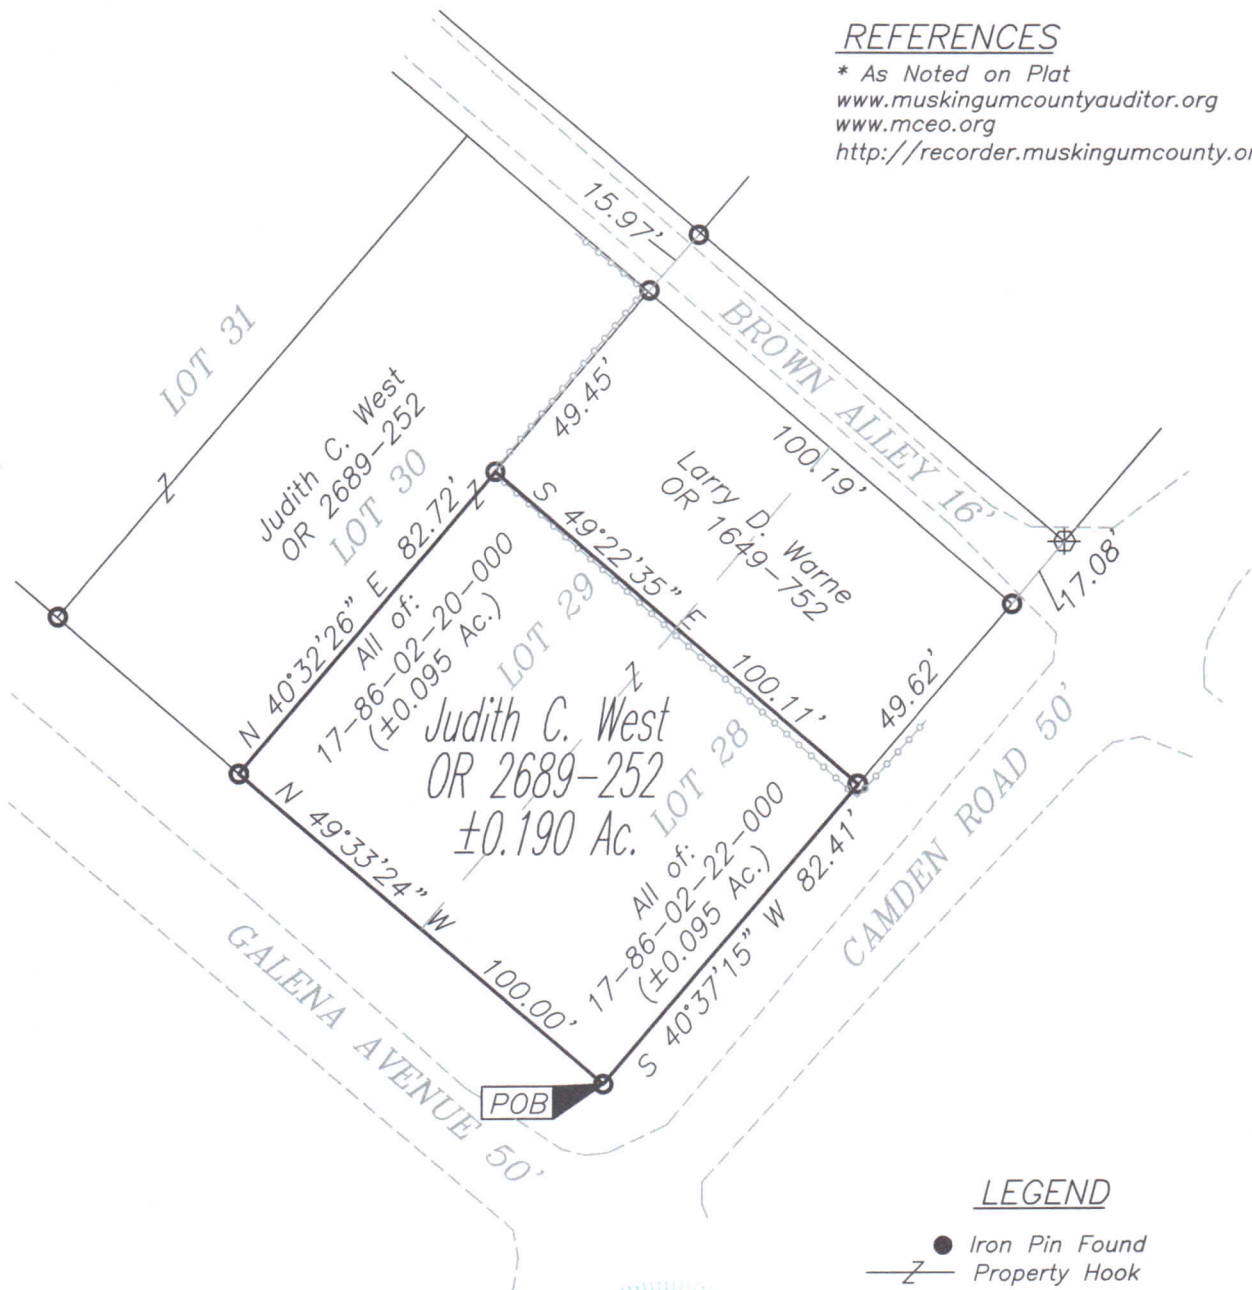 REFERENCES
* As Noted on Plat
www.muskingumcountyauditor.org
www.mceo.org
http://recorder.muskingumcounty.or
15.97'
BROWN ALLEY 16'
LOT 31
49.45'
100.19'
Judith C. West
OR 2689-252
LOT 30
Larry D. Warne
OR 1649-752
17.08'
N 40°32'26" E 82.72'
S 49°22'35" E 100.11'
49.62'
All of:
17-86-02-20-000
(±0.095 Ac.)
LOT 29
Judith C. West
OR 2689-252
±0.190 Ac.
LOT 28
CAMDEN ROAD 50'
N 49°33'24" W 100.00'
All of:
17-86-02-22-000
(±0.095 Ac.)
S 40°37'15" W 82.41'
GALENA AVENUE 50'
POB
LEGEND
Iron Pin Found
Z Property Hook